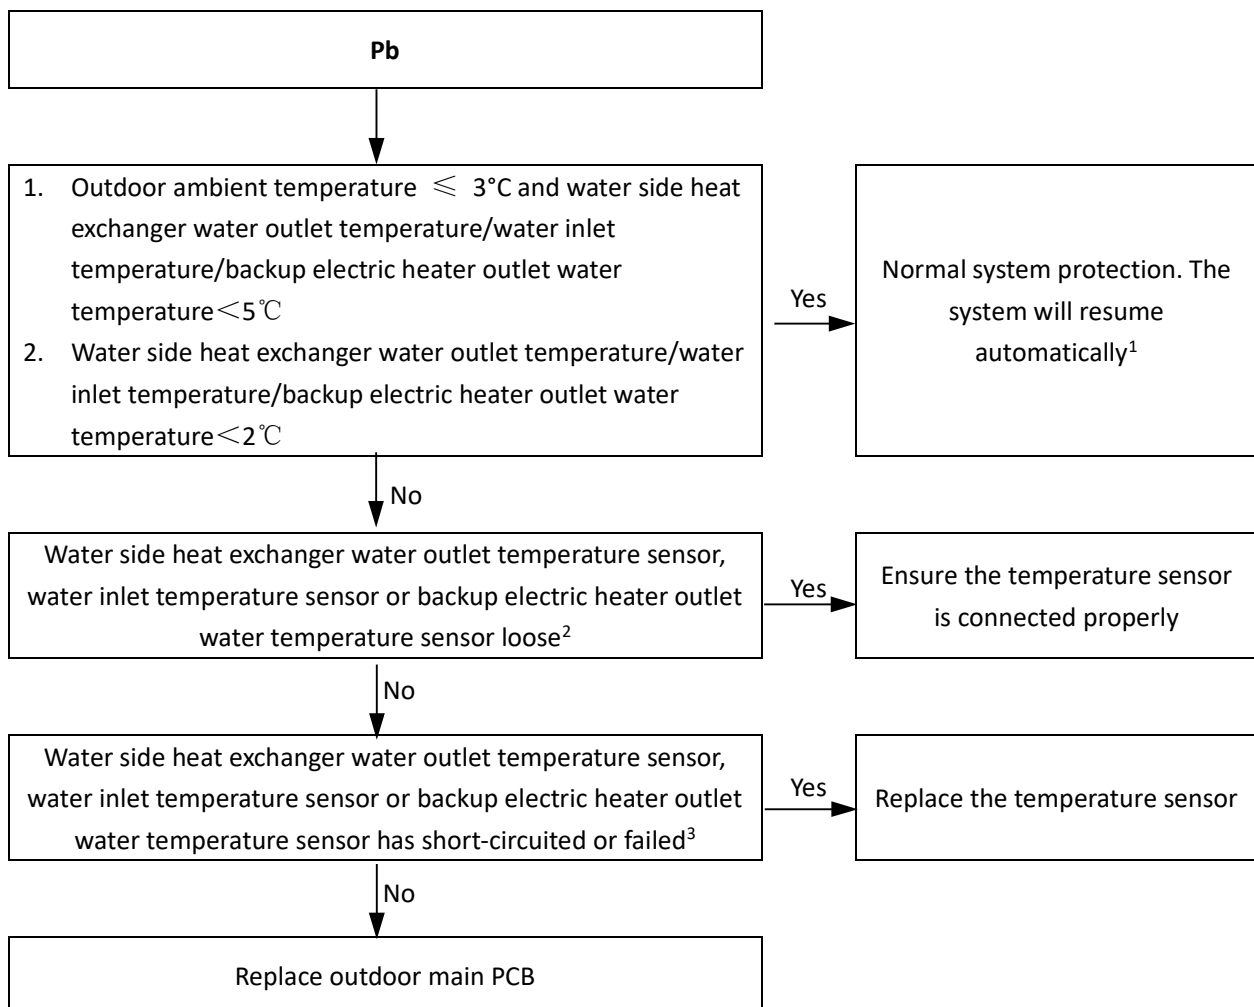 Pb
1. Outdoor ambient temperature ≤ 3°C and water side heat
exchanger water outlet temperature/water inlet
temperature/backup electric heater outlet water
temperature＜5℃
2. Water side heat exchanger water outlet temperature/water
inlet temperature/backup electric heater outlet water
temperature＜2℃
Yes
Normal system protection. The
system will resume
automatically¹
No
Water side heat exchanger water outlet temperature sensor,
water inlet temperature sensor or backup electric heater outlet
water temperature sensor loose²
Yes
Ensure the temperature sensor
is connected properly
No
Water side heat exchanger water outlet temperature sensor,
water inlet temperature sensor or backup electric heater outlet
water temperature sensor has short-circuited or failed³
Yes
Replace the temperature sensor
No
Replace outdoor main PCB